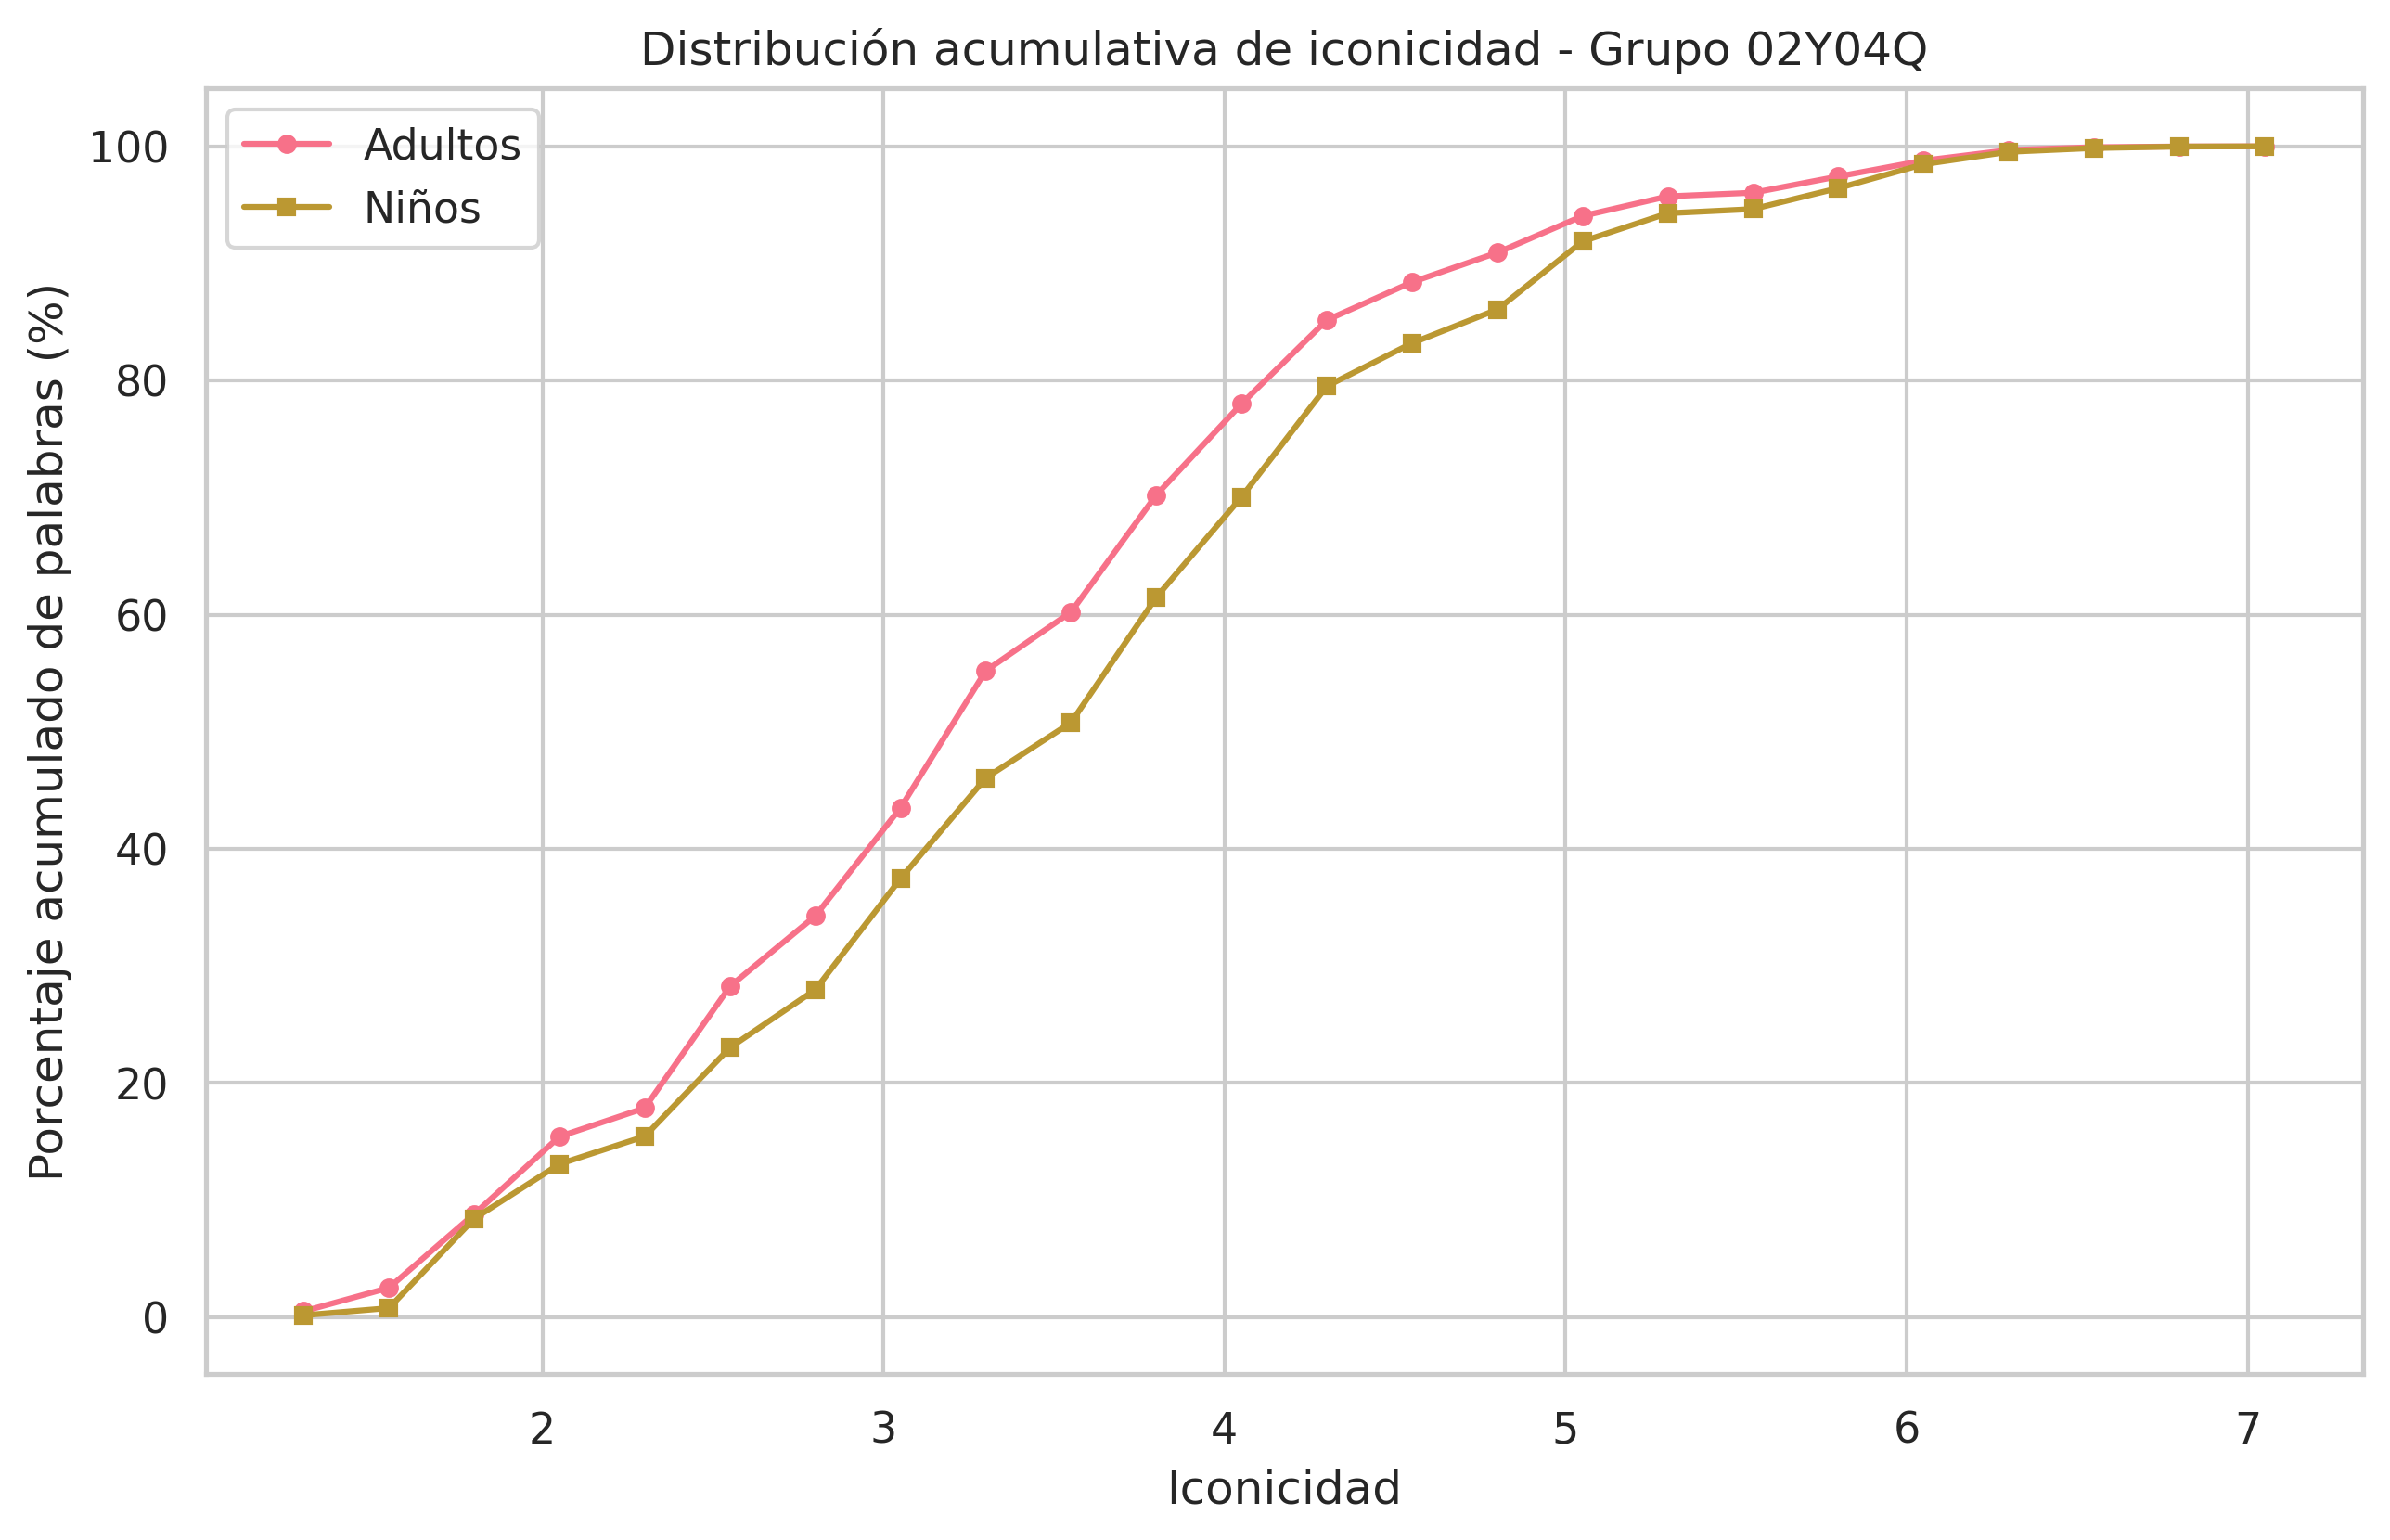 Distribución acumulativa de iconicidad - Grupo 02Y04Q
Adultos
Niños
Porcentaje acumulado de palabras (%)
100
80
60
40
20
0
2 3 4 5 6 7
Iconicidad